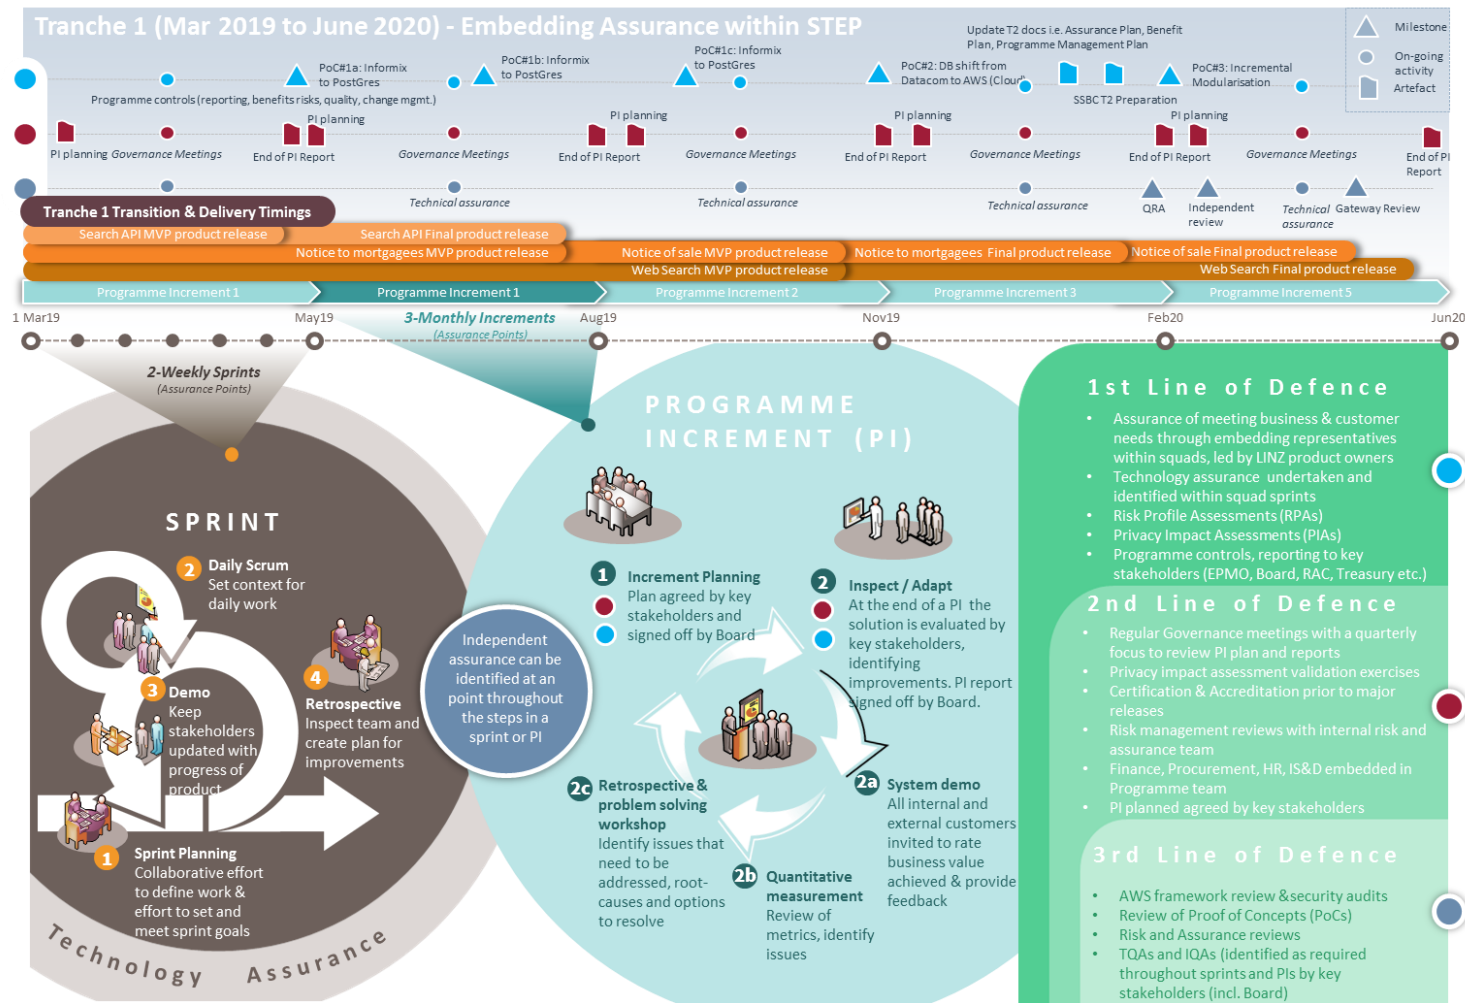 Tranche 1 (Mar 2019 to June 2020) - Embedding Assurance within STEP
Milestone
On-going
activity
Artefact
Update T2 docs i.e. Assurance Plan, Benefit
Plan, Programme Management Plan
PoC#1a: Informix
to PostGres
PoC#1b: Informix
to PostGres
PoC#1c: Informix
to PostGres
PoC#2: DB shift from
Datacom to AWS (Cloud)
PoC#3: Incremental
Modularisation
SSBC T2 Preparation
Programme controls (reporting, benefits risks, quality, change mgmt.)
PI planning
PI planning
PI planning
PI planning
PI planning
Governance Meetings
End of PI Report
Governance Meetings
End of PI Report
Governance Meetings
End of PI Report
Governance Meetings
End of PI Report
Governance Meetings
End of PI
Report
Technical assurance
Technical assurance
Technical assurance
QRA
Independent
review
Technical
assurance
Gateway Review
Tranche 1 Transition & Delivery Timings
Search API MVP product release
Search API Final product release
Notice to mortgagees MVP product release
Notice of sale MVP product release
Notice to mortgagees Final product release
Notice of sale Final product release
Web Search MVP product release
Web Search Final product release
Programme Increment 1
Programme Increment 1
Programme Increment 2
Programme Increment 3
Programme Increment 5
1 Mar19
May19
3-Monthly Increments
(Assurance Points)
Aug19
Nov19
Feb20
Jun20
2-Weekly Sprints
(Assurance Points)
SPRINT
2
Daily Scrum
Set context for
daily work
3
Demo
Keep
stakeholders
updated with
progress of
product
4
Retrospective
Inspect team and
create plan for
improvements
1
Sprint Planning
Collaborative effort
to define work &
effort to set and
meet sprint goals
Technology Assurance
Independent
assurance can be
identified at an
point throughout
the steps in a
sprint or PI
PROGRAMME
INCREMENT (PI)
1
Increment Planning
Plan agreed by key
stakeholders and
signed off by Board
2
Inspect / Adapt
At the end of a PI the
solution is evaluated by
key stakeholders,
identifying
improvements. PI report
signed off by Board.
2a
System demo
All internal and
external customers
invited to rate
business value
achieved & provide
feedback
2b
Quantitative
measurement
Review of
metrics, identify
issues
2c
Retrospective &
problem solving
workshop
Identify issues that
need to be
addressed, root-
causes and options
to resolve
1st Line of Defence
• Assurance of meeting business & customer
needs through embedding representatives
within squads, led by LINZ product owners
• Technology assurance undertaken and
identified within squad sprints
• Risk Profile Assessments (RPAs)
• Privacy Impact Assessments (PIAs)
• Programme controls, reporting to key
stakeholders (EPMO, Board, RAC, Treasury etc.)
2nd Line of Defence
• Regular Governance meetings with a quarterly
focus to review PI plan and reports
• Privacy impact assessment validation exercises
• Certification & Accreditation prior to major
releases
• Risk management reviews with internal risk and
assurance team
• Finance, Procurement, HR, IS&D embedded in
Programme team
• PI planned agreed by key stakeholders
3rd Line of Defence
• AWS framework review &security audits
• Review of Proof of Concepts (PoCs)
• Risk and Assurance reviews
• TQAs and IQAs (identified as required
throughout sprints and PIs by key
stakeholders (incl. Board)